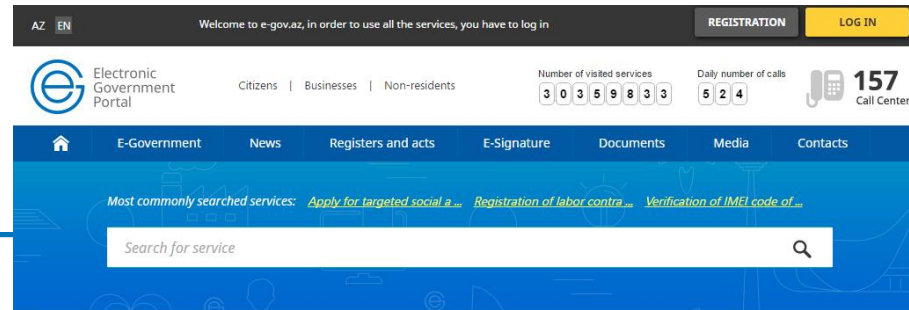 AZ EN Welcome to e-gov.az, in order to use all the services, you have to log in REGISTRATION LOG IN
Electronic
Government
Portal
Citizens | Businesses | Non-residents
Number of visited services
3 0 3 5 9 8 3 3
Daily number of calls
5 2 4
157
Call Center
E-Government News Registers and acts E-Signature Documents Media Contacts
Most commonly searched services: Apply for targeted social a ... Registration of labor contra ... Verification of IMEI code of ...
Search for service